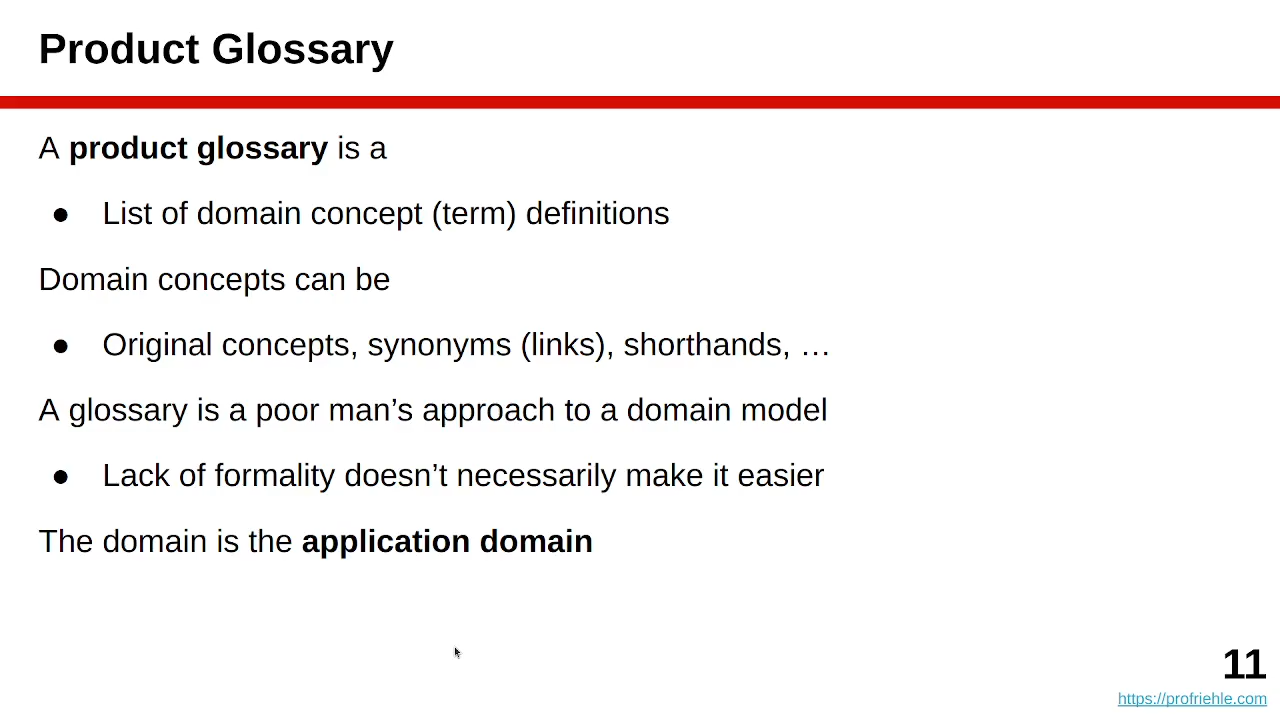 Product Glossary
A product glossary is a
● List of domain concept (term) definitions
Domain concepts can be
● Original concepts, synonyms (links), shorthands, …
A glossary is a poor man’s approach to a domain model
● Lack of formality doesn’t necessarily make it easier
The domain is the application domain
11
https://profriehle.com